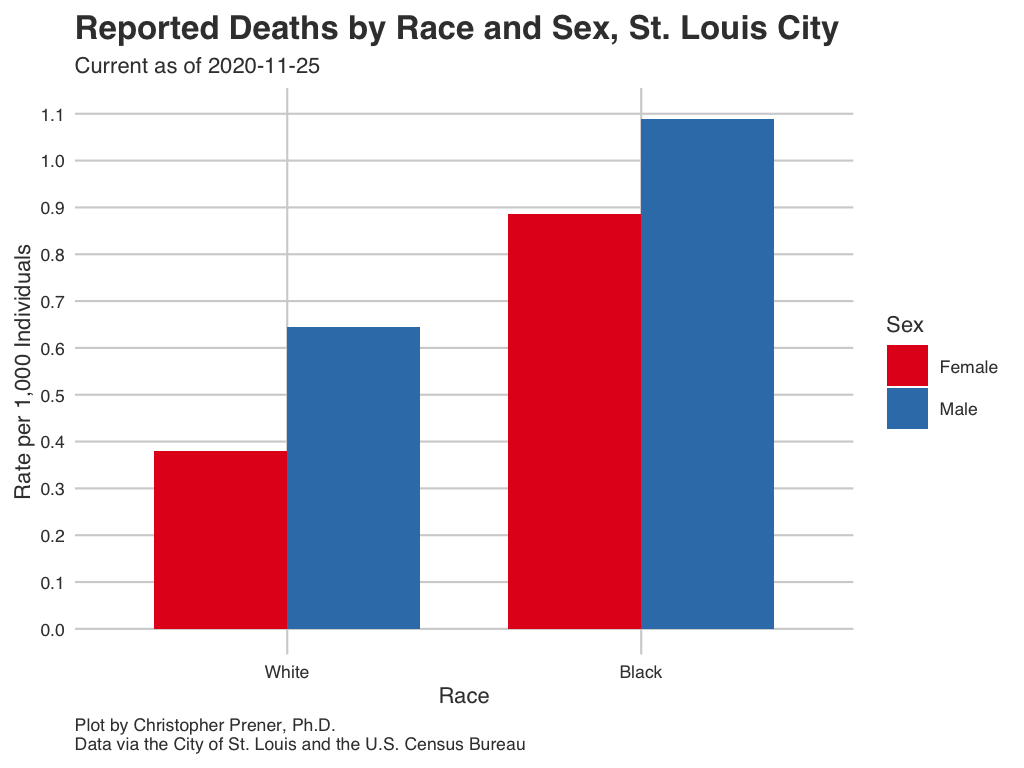 Reported Deaths by Race and Sex, St. Louis City
Current as of 2020-11-25
Rate per 1,000 Individuals
1.1
1.0
0.9
0.8
0.7
0.6
0.5
0.4
0.3
0.2
0.1
0.0
White
Black
Race
Sex
Female
Male
Plot by Christopher Prener, Ph.D.
Data via the City of St. Louis and the U.S. Census Bureau